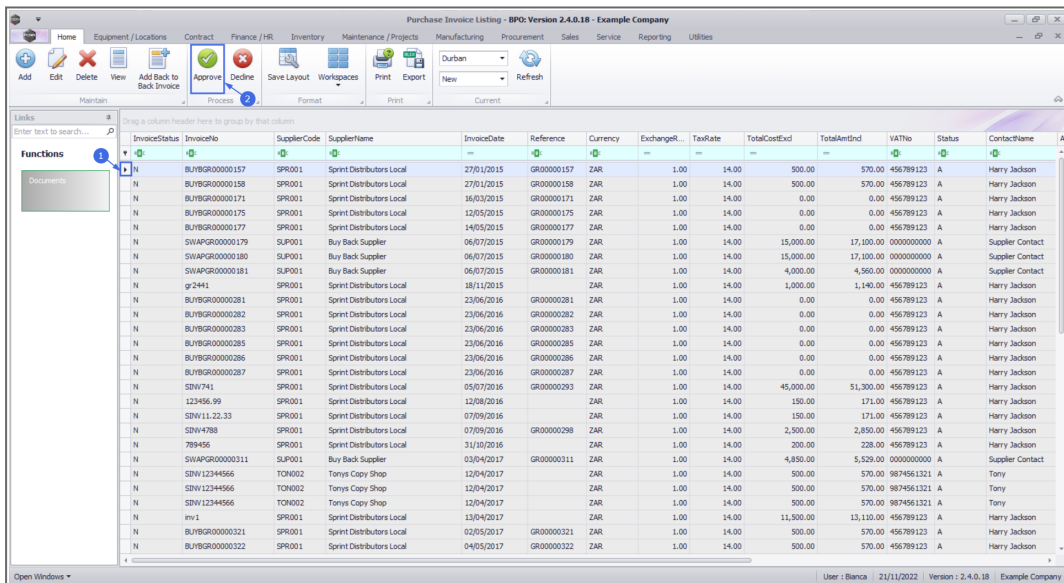 Purchase Invoice Listing - BPO: Version 2.4.0.18 - Example Company
Home Equipment / Locations Contract Finance / HR Inventory Maintenance / Projects Manufacturing Procurement Sales Service Reporting Utilities
Durban
Add Edit Delete View Add Back to Back Invoice Approve Decline Save Layout Workspaces Print Export New Refresh
Maintain Process 2 Format Print Current
Links
Drag a column header here to group by that column
Enter text to search...
InvoiceStatus InvoiceNo SupplierCode SupplierName InvoiceDate Reference Currency ExchangeR... TaxRate TotalCostExcl TotalAmtIncl VATNo Status ContactName A
Functions
1
Documents
N BUYBGR00000157 SPR001 Sprint Distributors Local 27/01/2015 GR00000157 ZAR 1.00 14.00 500.00 570.00 456789123 A Harry Jackson
N BUYBGR00000158 SPR001 Sprint Distributors Local 27/01/2015 GR00000158 ZAR 1.00 14.00 500.00 570.00 456789123 A Harry Jackson
N BUYBGR00000171 SPR001 Sprint Distributors Local 16/03/2015 GR00000171 ZAR 1.00 14.00 0.00 0.00 456789123 A Harry Jackson
N BUYBGR00000175 SPR001 Sprint Distributors Local 12/05/2015 GR00000175 ZAR 1.00 14.00 0.00 0.00 456789123 A Harry Jackson
N BUYBGR00000177 SPR001 Sprint Distributors Local 14/05/2015 GR00000177 ZAR 1.00 14.00 0.00 0.00 456789123 A Harry Jackson
N SWAPGR00000179 SUP001 Buy Back Supplier 06/07/2015 GR00000179 ZAR 1.00 14.00 15,000.00 17,100.00 0000000000 A Supplier Contact
N SWAPGR00000180 SUP001 Buy Back Supplier 06/07/2015 GR00000180 ZAR 1.00 14.00 15,000.00 17,100.00 0000000000 A Supplier Contact
N SWAPGR00000181 SUP001 Buy Back Supplier 06/07/2015 GR00000181 ZAR 1.00 14.00 4,000.00 4,560.00 0000000000 A Supplier Contact
N gr2441 SPR001 Sprint Distributors Local 18/11/2015 ZAR 1.00 14.00 1,000.00 1,140.00 456789123 A Harry Jackson
N BUYBGR00000281 SPR001 Sprint Distributors Local 23/06/2016 GR00000281 ZAR 1.00 14.00 0.00 0.00 456789123 A Harry Jackson
N BUYBGR00000282 SPR001 Sprint Distributors Local 23/06/2016 GR00000282 ZAR 1.00 14.00 0.00 0.00 456789123 A Harry Jackson
N BUYBGR00000283 SPR001 Sprint Distributors Local 23/06/2016 GR00000283 ZAR 1.00 14.00 0.00 0.00 456789123 A Harry Jackson
N BUYBGR00000285 SPR001 Sprint Distributors Local 23/06/2016 GR00000285 ZAR 1.00 14.00 0.00 0.00 456789123 A Harry Jackson
N BUYBGR00000286 SPR001 Sprint Distributors Local 23/06/2016 GR00000286 ZAR 1.00 14.00 0.00 0.00 456789123 A Harry Jackson
N BUYBGR00000287 SPR001 Sprint Distributors Local 23/06/2016 GR00000287 ZAR 1.00 14.00 0.00 0.00 456789123 A Harry Jackson
N SINV741 SPR001 Sprint Distributors Local 05/07/2016 GR00000293 ZAR 1.00 14.00 45,000.00 51,300.00 456789123 A Harry Jackson
N 123456.99 SPR001 Sprint Distributors Local 12/08/2016 ZAR 1.00 14.00 150.00 171.00 456789123 A Harry Jackson
N SINV11.22.33 SPR001 Sprint Distributors Local 07/09/2016 ZAR 1.00 14.00 150.00 171.00 456789123 A Harry Jackson
N SINV4788 SPR001 Sprint Distributors Local 07/09/2016 GR00000298 ZAR 1.00 14.00 2,500.00 2,850.00 456789123 A Harry Jackson
N 789456 SPR001 Sprint Distributors Local 31/10/2016 ZAR 1.00 14.00 200.00 228.00 456789123 A Harry Jackson
N SWAPGR00000311 SUP001 Buy Back Supplier 03/04/2017 GR00000311 ZAR 1.00 14.00 4,850.00 5,529.00 0000000000 A Supplier Contact
N SINV12344566 TON002 Tonys Copy Shop 12/04/2017 ZAR 1.00 14.00 500.00 570.00 9874561321 A Tony
N SINV12344566 TON002 Tonys Copy Shop 12/04/2017 ZAR 1.00 14.00 500.00 570.00 9874561321 A Tony
N SINV12344566 TON002 Tonys Copy Shop 12/04/2017 ZAR 1.00 14.00 500.00 570.00 9874561321 A Tony
N inv1 SPR001 Sprint Distributors Local 13/04/2017 ZAR 1.00 14.00 11,500.00 13,110.00 456789123 A Harry Jackson
N BUYBGR00000321 SPR001 Sprint Distributors Local 02/05/2017 GR00000321 ZAR 1.00 14.00 500.00 570.00 456789123 A Harry Jackson
N BUYBGR00000322 SPR001 Sprint Distributors Local 04/05/2017 GR00000322 ZAR 1.00 14.00 500.00 570.00 456789123 A Harry Jackson
Open Windows User : Bianca 21/11/2022 Version : 2.4.0.18 Example Company